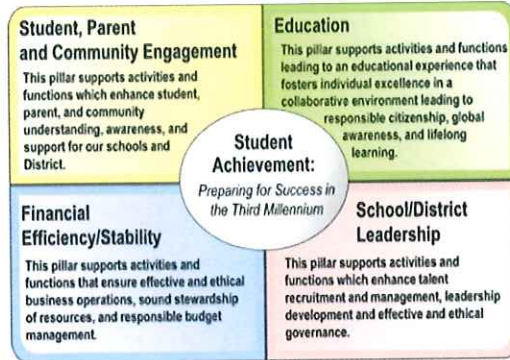 Student, Parent
and Community Engagement
This pillar supports activities and
functions which enhance student,
parent, and community
understanding, awareness, and
support for our schools and
District.
Education
This pillar supports activities and functions
leading to an educational experience that
fosters individual excellence in a
collaborative environment leading to
responsible citizenship, global
awareness, and lifelong
learning.
Student
Achievement:
Preparing for Success in
the Third Millennium
Financial
Efficiency/Stability
This pillar supports activities and
functions that ensure effective and ethical
business operations, sound stewardship
of resources, and responsible budget
management.
School/District
Leadership
This pillar supports activities and
functions which enhance talent
recruitment and management, leadership
development and effective and ethical
governance.